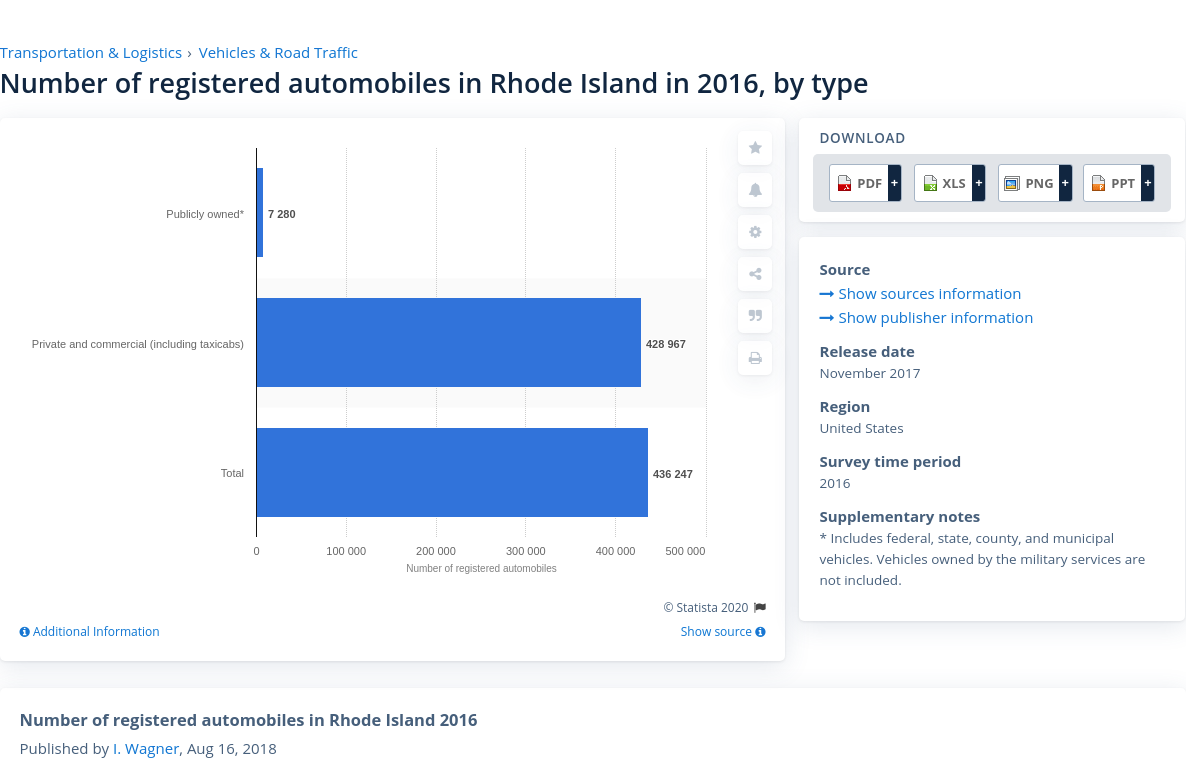 Transportation & Logistics › Vehicles & Road Traffic
Number of registered automobiles in Rhode Island in 2016, by type
Publicly owned*
7 280
Private and commercial (including taxicabs)
428 967
Total
436 247
0 100 000 200 000 300 000 400 000 500 000
Number of registered automobiles
© Statista 2020
Additional Information
Show source
DOWNLOAD
PDF + XLS + PNG + PPT +
Source
Show sources information
Show publisher information
Release date
November 2017
Region
United States
Survey time period
2016
Supplementary notes
* Includes federal, state, county, and municipal
vehicles. Vehicles owned by the military services are
not included.
Number of registered automobiles in Rhode Island 2016
Published by I. Wagner, Aug 16, 2018